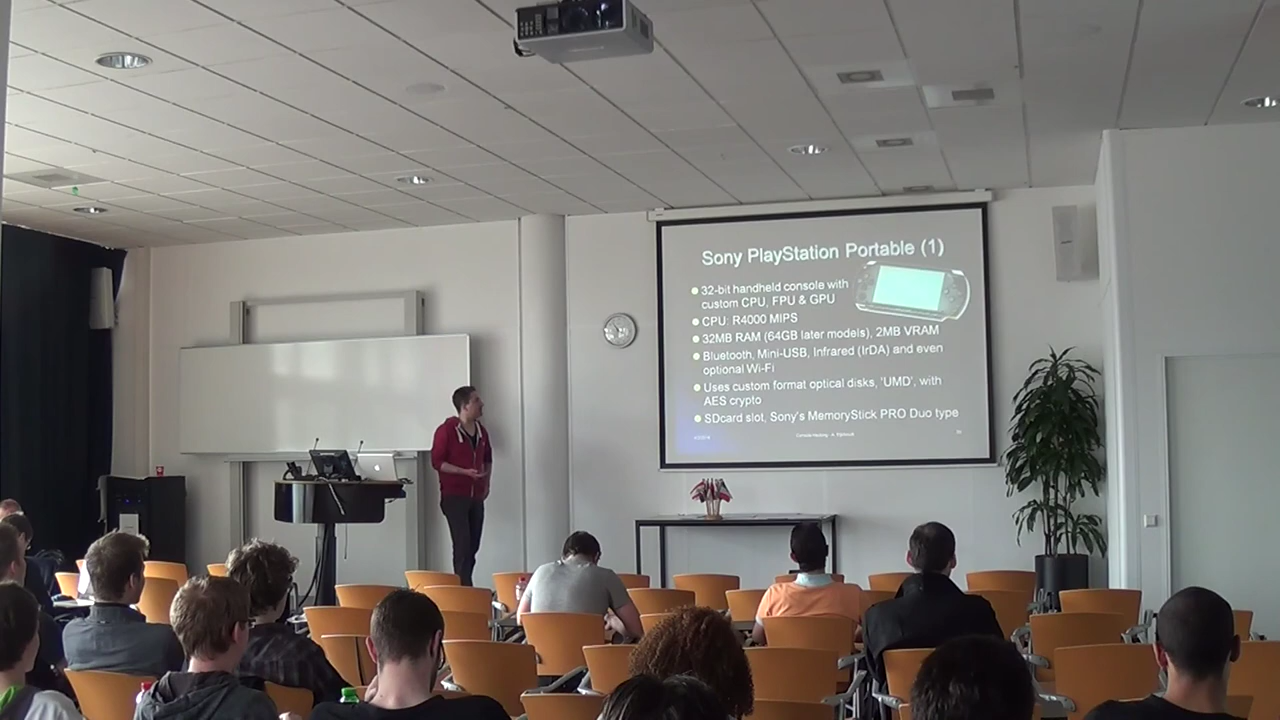 Sony PlayStation Portable (1)
32-bit handheld console with
custom CPU, FPU & GPU
CPU: R4000 MIPS
32MB RAM (64GB later models), 2MB VRAM
Bluetooth, Mini-USB, Infrared (IrDA) and even
optional Wi-Fi
Uses custom format optical disks, 'UMD', with
AES crypto
SDcard slot, Sony's MemoryStick PRO Duo type